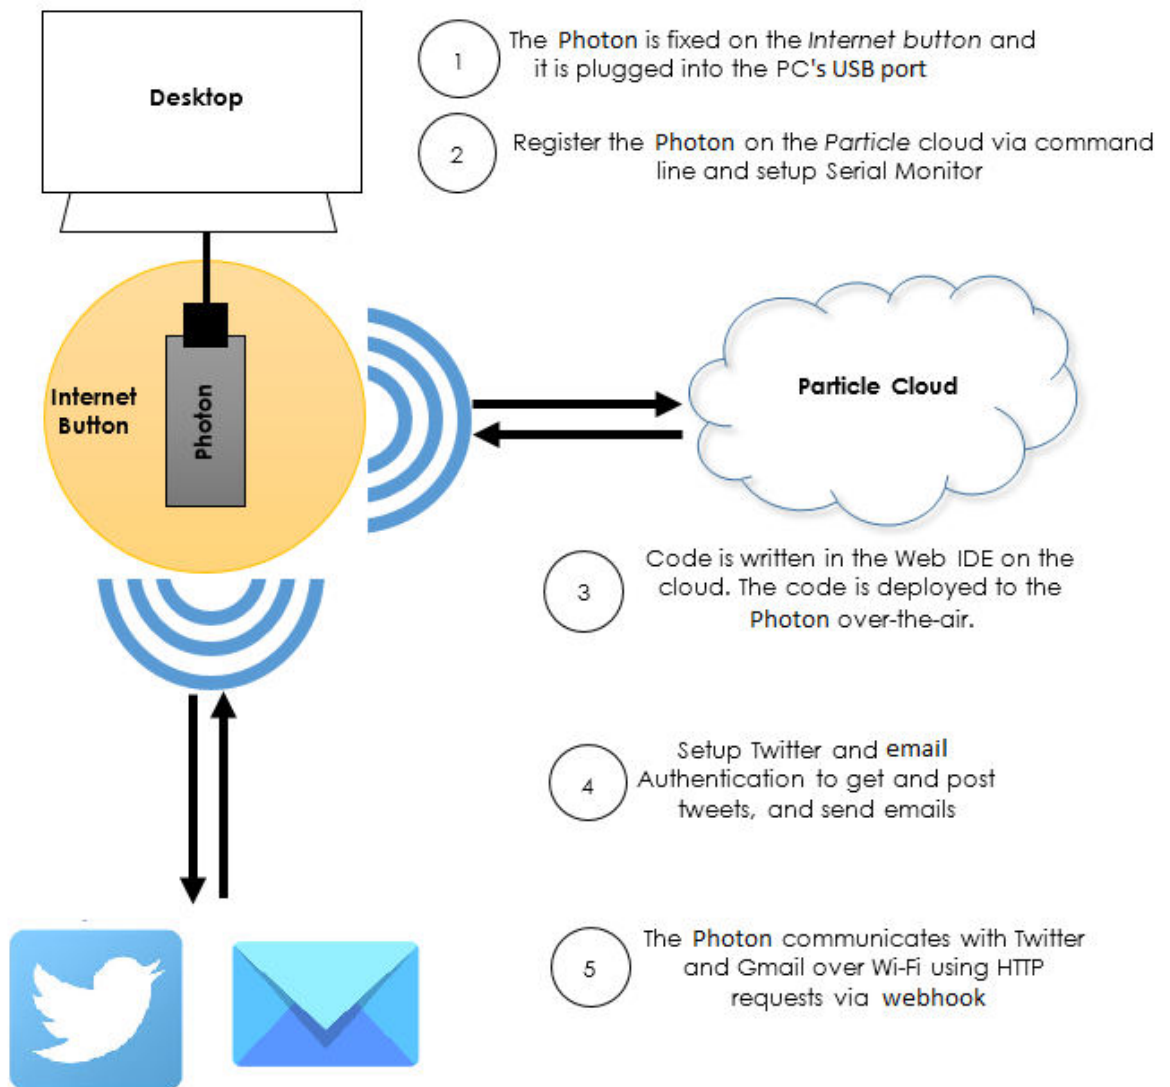 Desktop
1
The Photon is fixed on the Internet button and
it is plugged into the PC's USB port
2
Register the Photon on the Particle cloud via command
line and setup Serial Monitor
Internet
Button
Photon
Particle Cloud
3
Code is written in the Web IDE on the
cloud. The code is deployed to the
Photon over-the-air.
4
Setup Twitter and email
Authentication to get and post
tweets, and send emails
5
The Photon communicates with Twitter
and Gmail over Wi-Fi using HTTP
requests via webhook